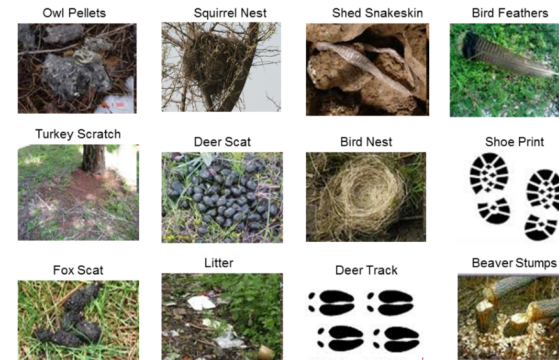 Owl Pellets
Squirrel Nest
Shed Snakeskin
Bird Feathers
Turkey Scratch
Deer Scat
Bird Nest
Shoe Print
Fox Scat
Litter
Deer Track
Beaver Stumps